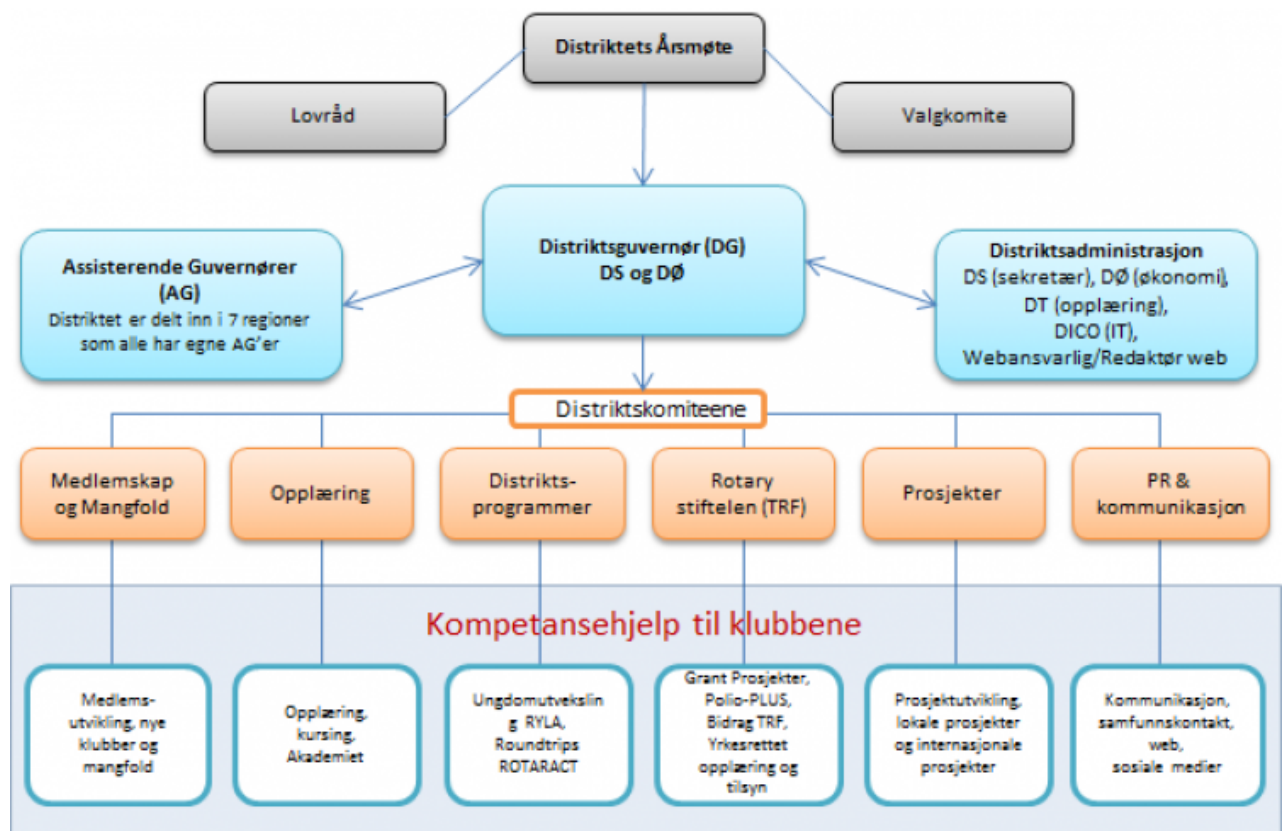 Distriktets Årsmøte
Lovråd
Valgkomite
Assisterende Guvernører
(AG)
Distriktet er delt inn i 7 regioner
som alle har egne AG'er
Distriktsguvernør (DG)
DS og DØ
Distriktsadministrasjon
DS (sekretær), DØ (økonomi),
DT (opplæring),
DICO (IT),
Webansvarlig/Redaktør web
Distriktskomiteene
Medlemskap
og Mangfold
Opplæring
Distrikts-
programmer
Rotary
stiftelen (TRF)
Prosjekter
PR &
kommunikasjon
Kompetansehjelp til klubbene
Medlems-
utvikling, nye
klubber og
mangfold
Opplæring,
kursing,
Akademiet
Ungdomutvekslin
g RYLA,
Roundtrips
ROTARACT
Grant Prosjekter,
Polio-PLUS,
Bidrag TRF,
Yrkesrettet
opplæring og
tilsyn
Prosjektutvikling,
lokale prosjekter
og internasjonale
prosjekter
Kommunikasjon,
samfunnskontakt,
web,
sosiale medier